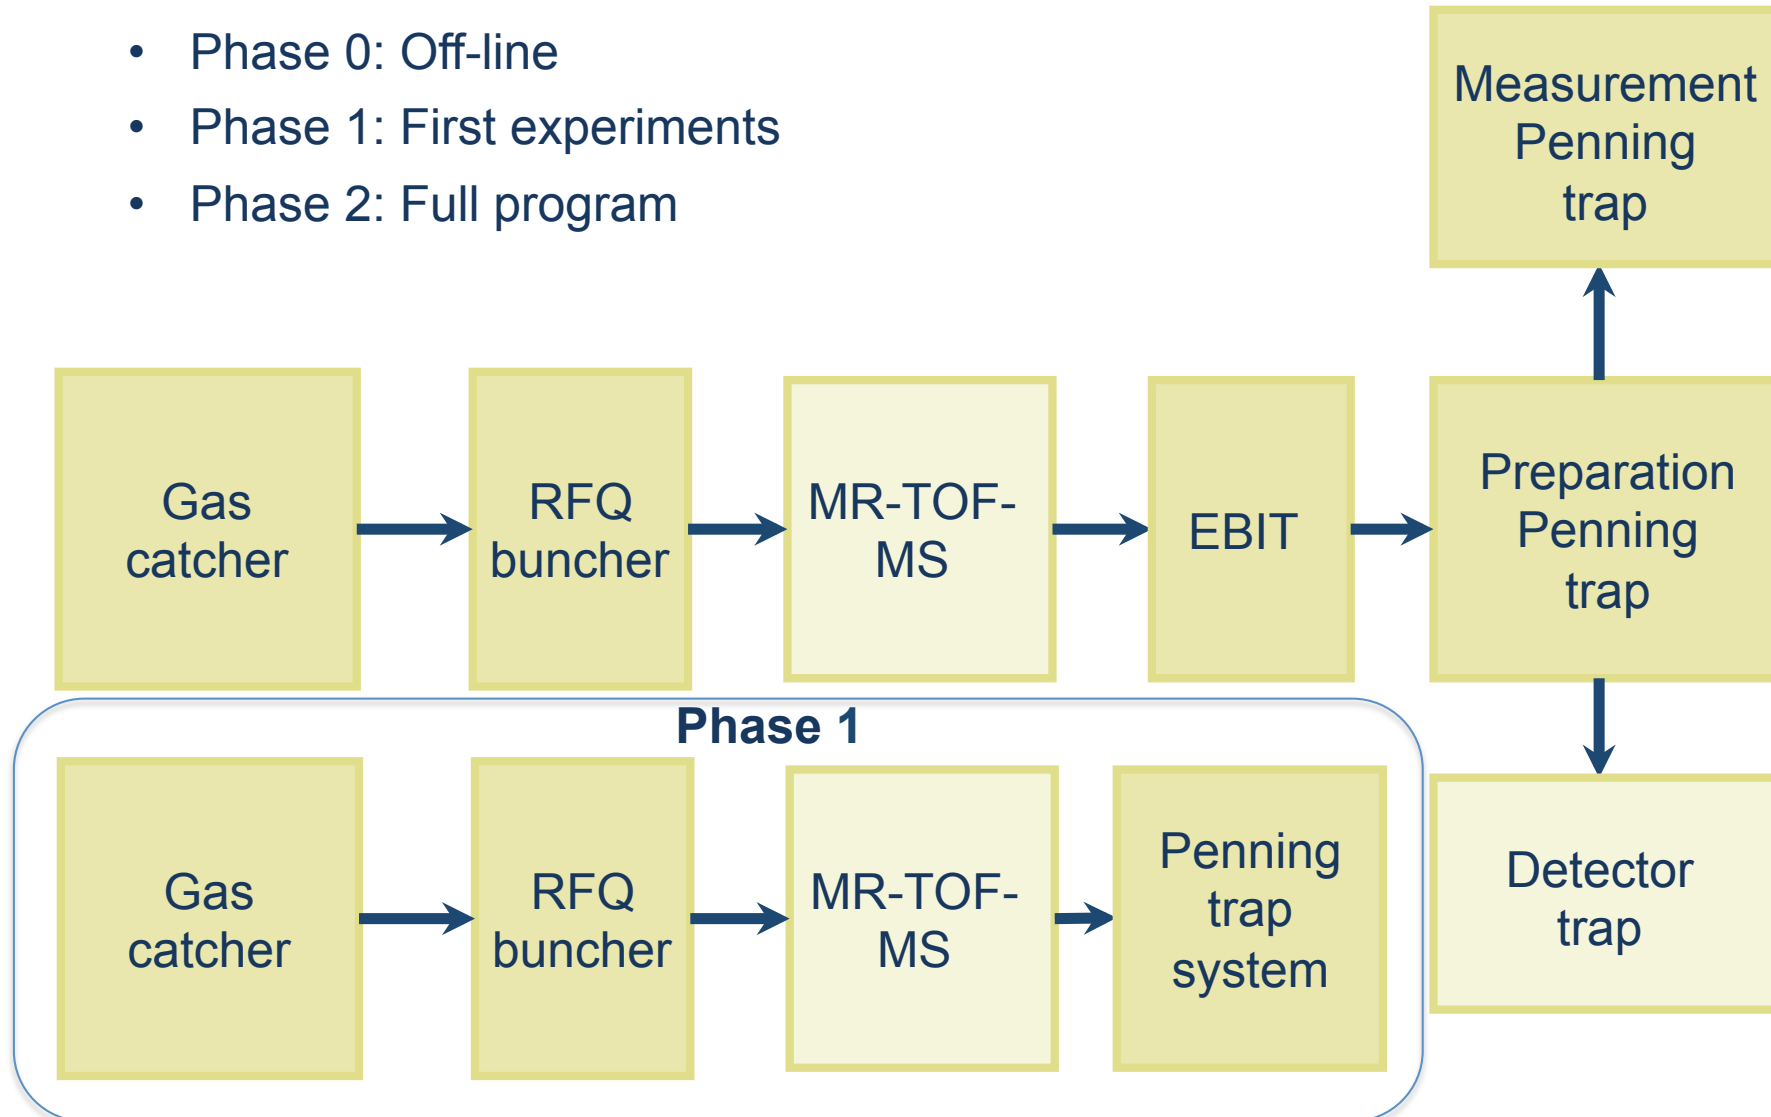 • Phase 0: Off-line
• Phase 1: First experiments
• Phase 2: Full program
Measurement
Penning
trap
Gas
catcher
RFQ
buncher
MR-TOF-
MS
EBIT
Preparation
Penning
trap
Phase 1
Gas
catcher
RFQ
buncher
MR-TOF-
MS
Penning
trap
system
Detector
trap